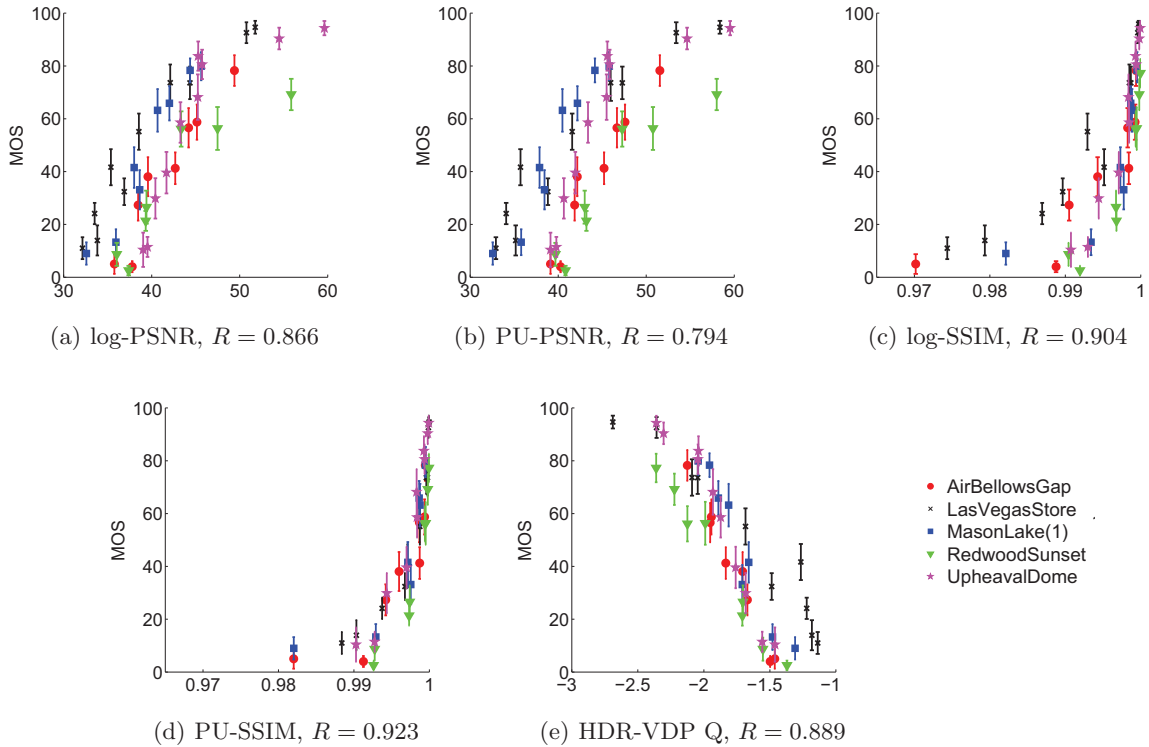 100
80
60
40
20
0
MOS
30 40 50 60
(a) log-PSNR, R = 0.866
100
80
60
40
20
0
MOS
30 40 50 60
(b) PU-PSNR, R = 0.794
100
80
60
40
20
0
MOS
0.97 0.98 0.99 1
(c) log-SSIM, R = 0.904
100
80
60
40
20
0
MOS
0.97 0.98 0.99 1
(d) PU-SSIM, R = 0.923
100
80
60
40
20
0
MOS
−3 −2.5 −2 −1.5 −1
(e) HDR-VDP Q, R = 0.889
AirBellowsGap
LasVegasStore
MasonLake(1)
RedwoodSunset
UpheavalDome